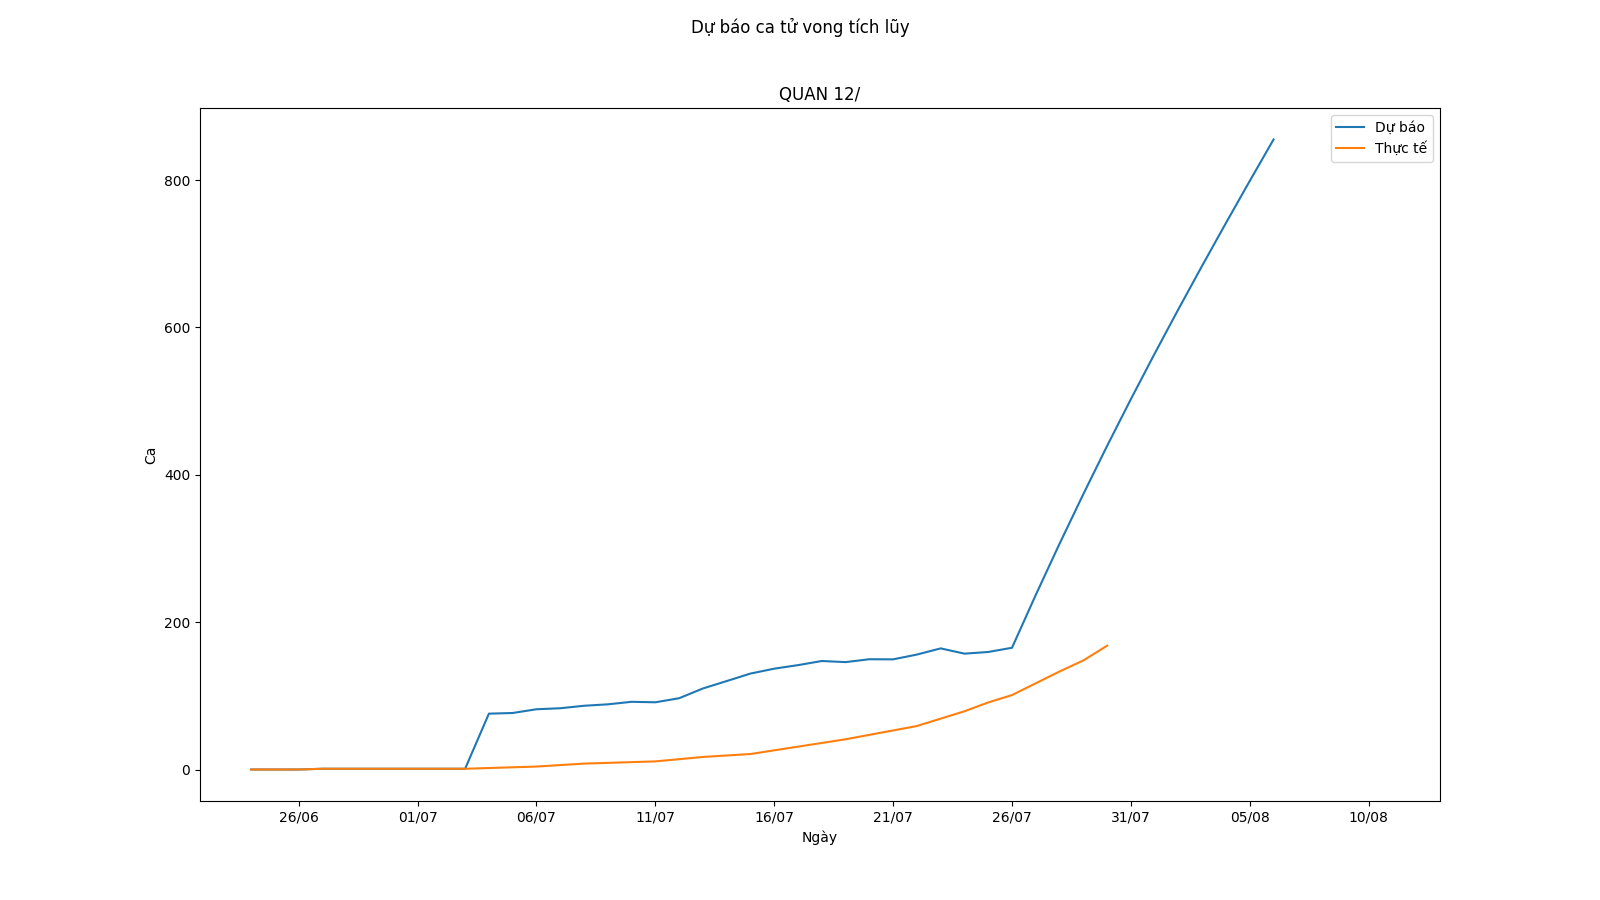 Dự báo ca tử vong tích lũy
QUAN 12/
Dự báo
Thực tế
800
600
400
200
0
Ca
26/06
01/07
06/07
11/07
16/07
21/07
26/07
31/07
05/08
10/08
Ngày